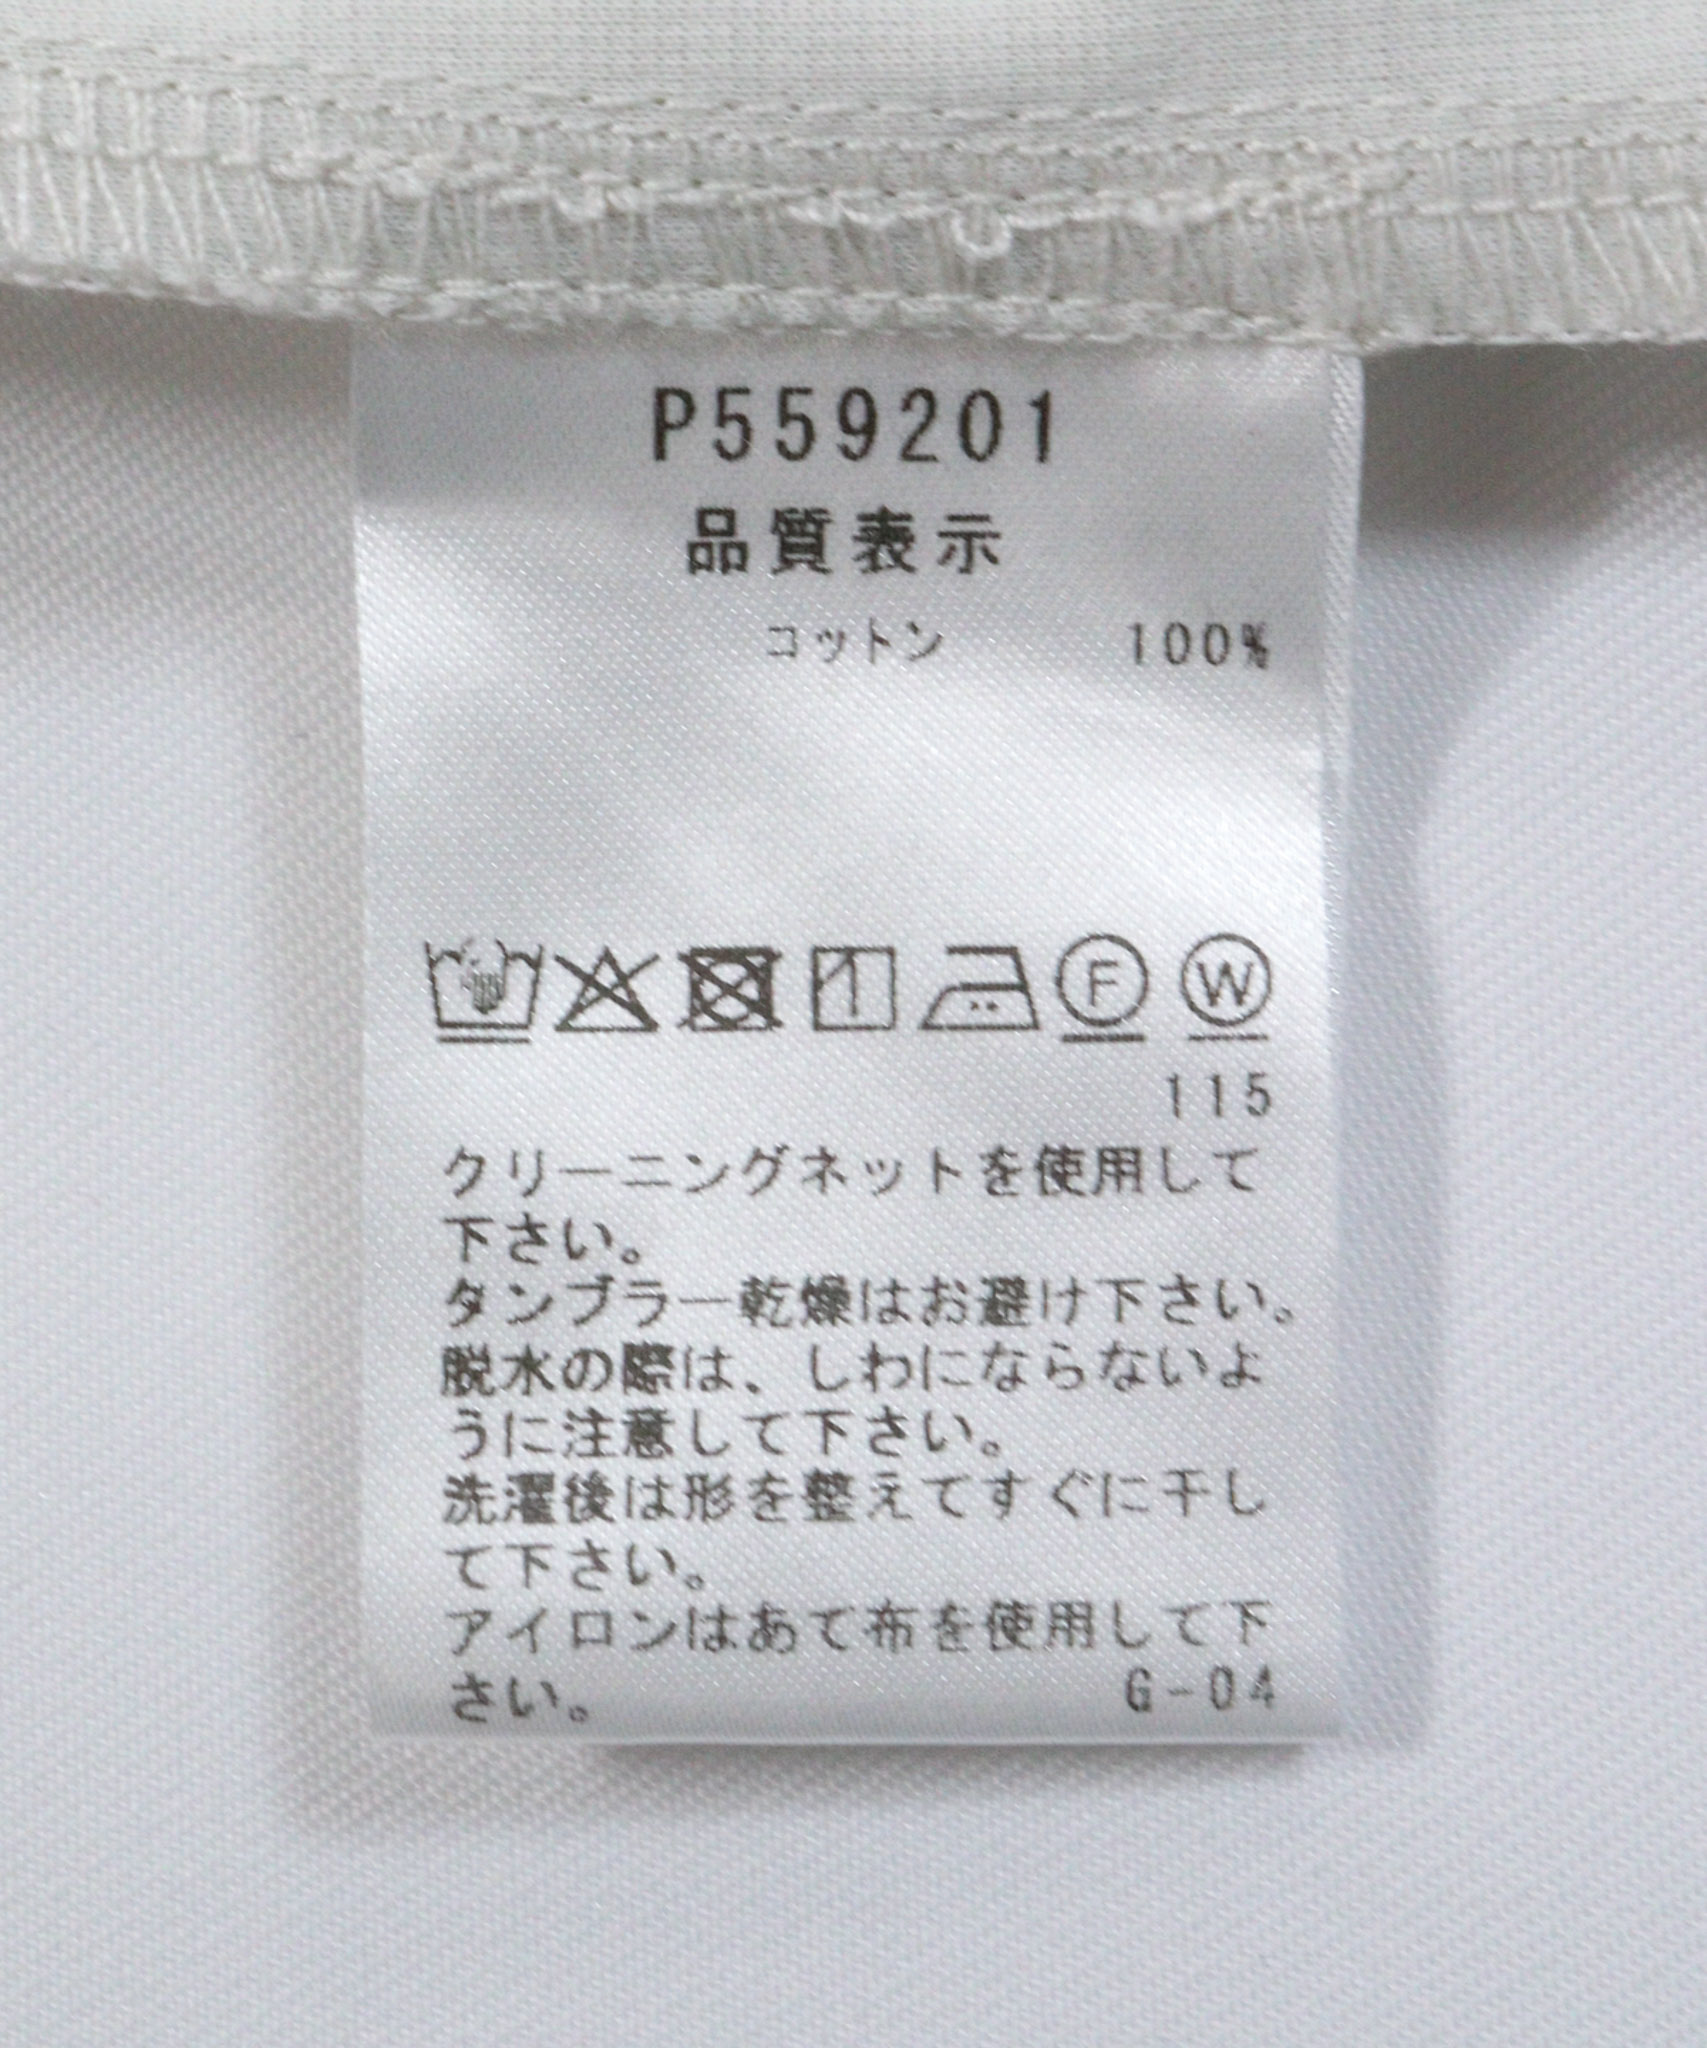 P559201
品質表示
コットン 100%
F W
115
クリーニングネットを使用して
下さい。
タンブラー乾燥はお避け下さい。
脱水の際は、しわにならないよ
うに注意して下さい。
洗濯後は形を整えてすぐに干し
て下さい。
アイロンはあて布を使用して下
さい。 G-04